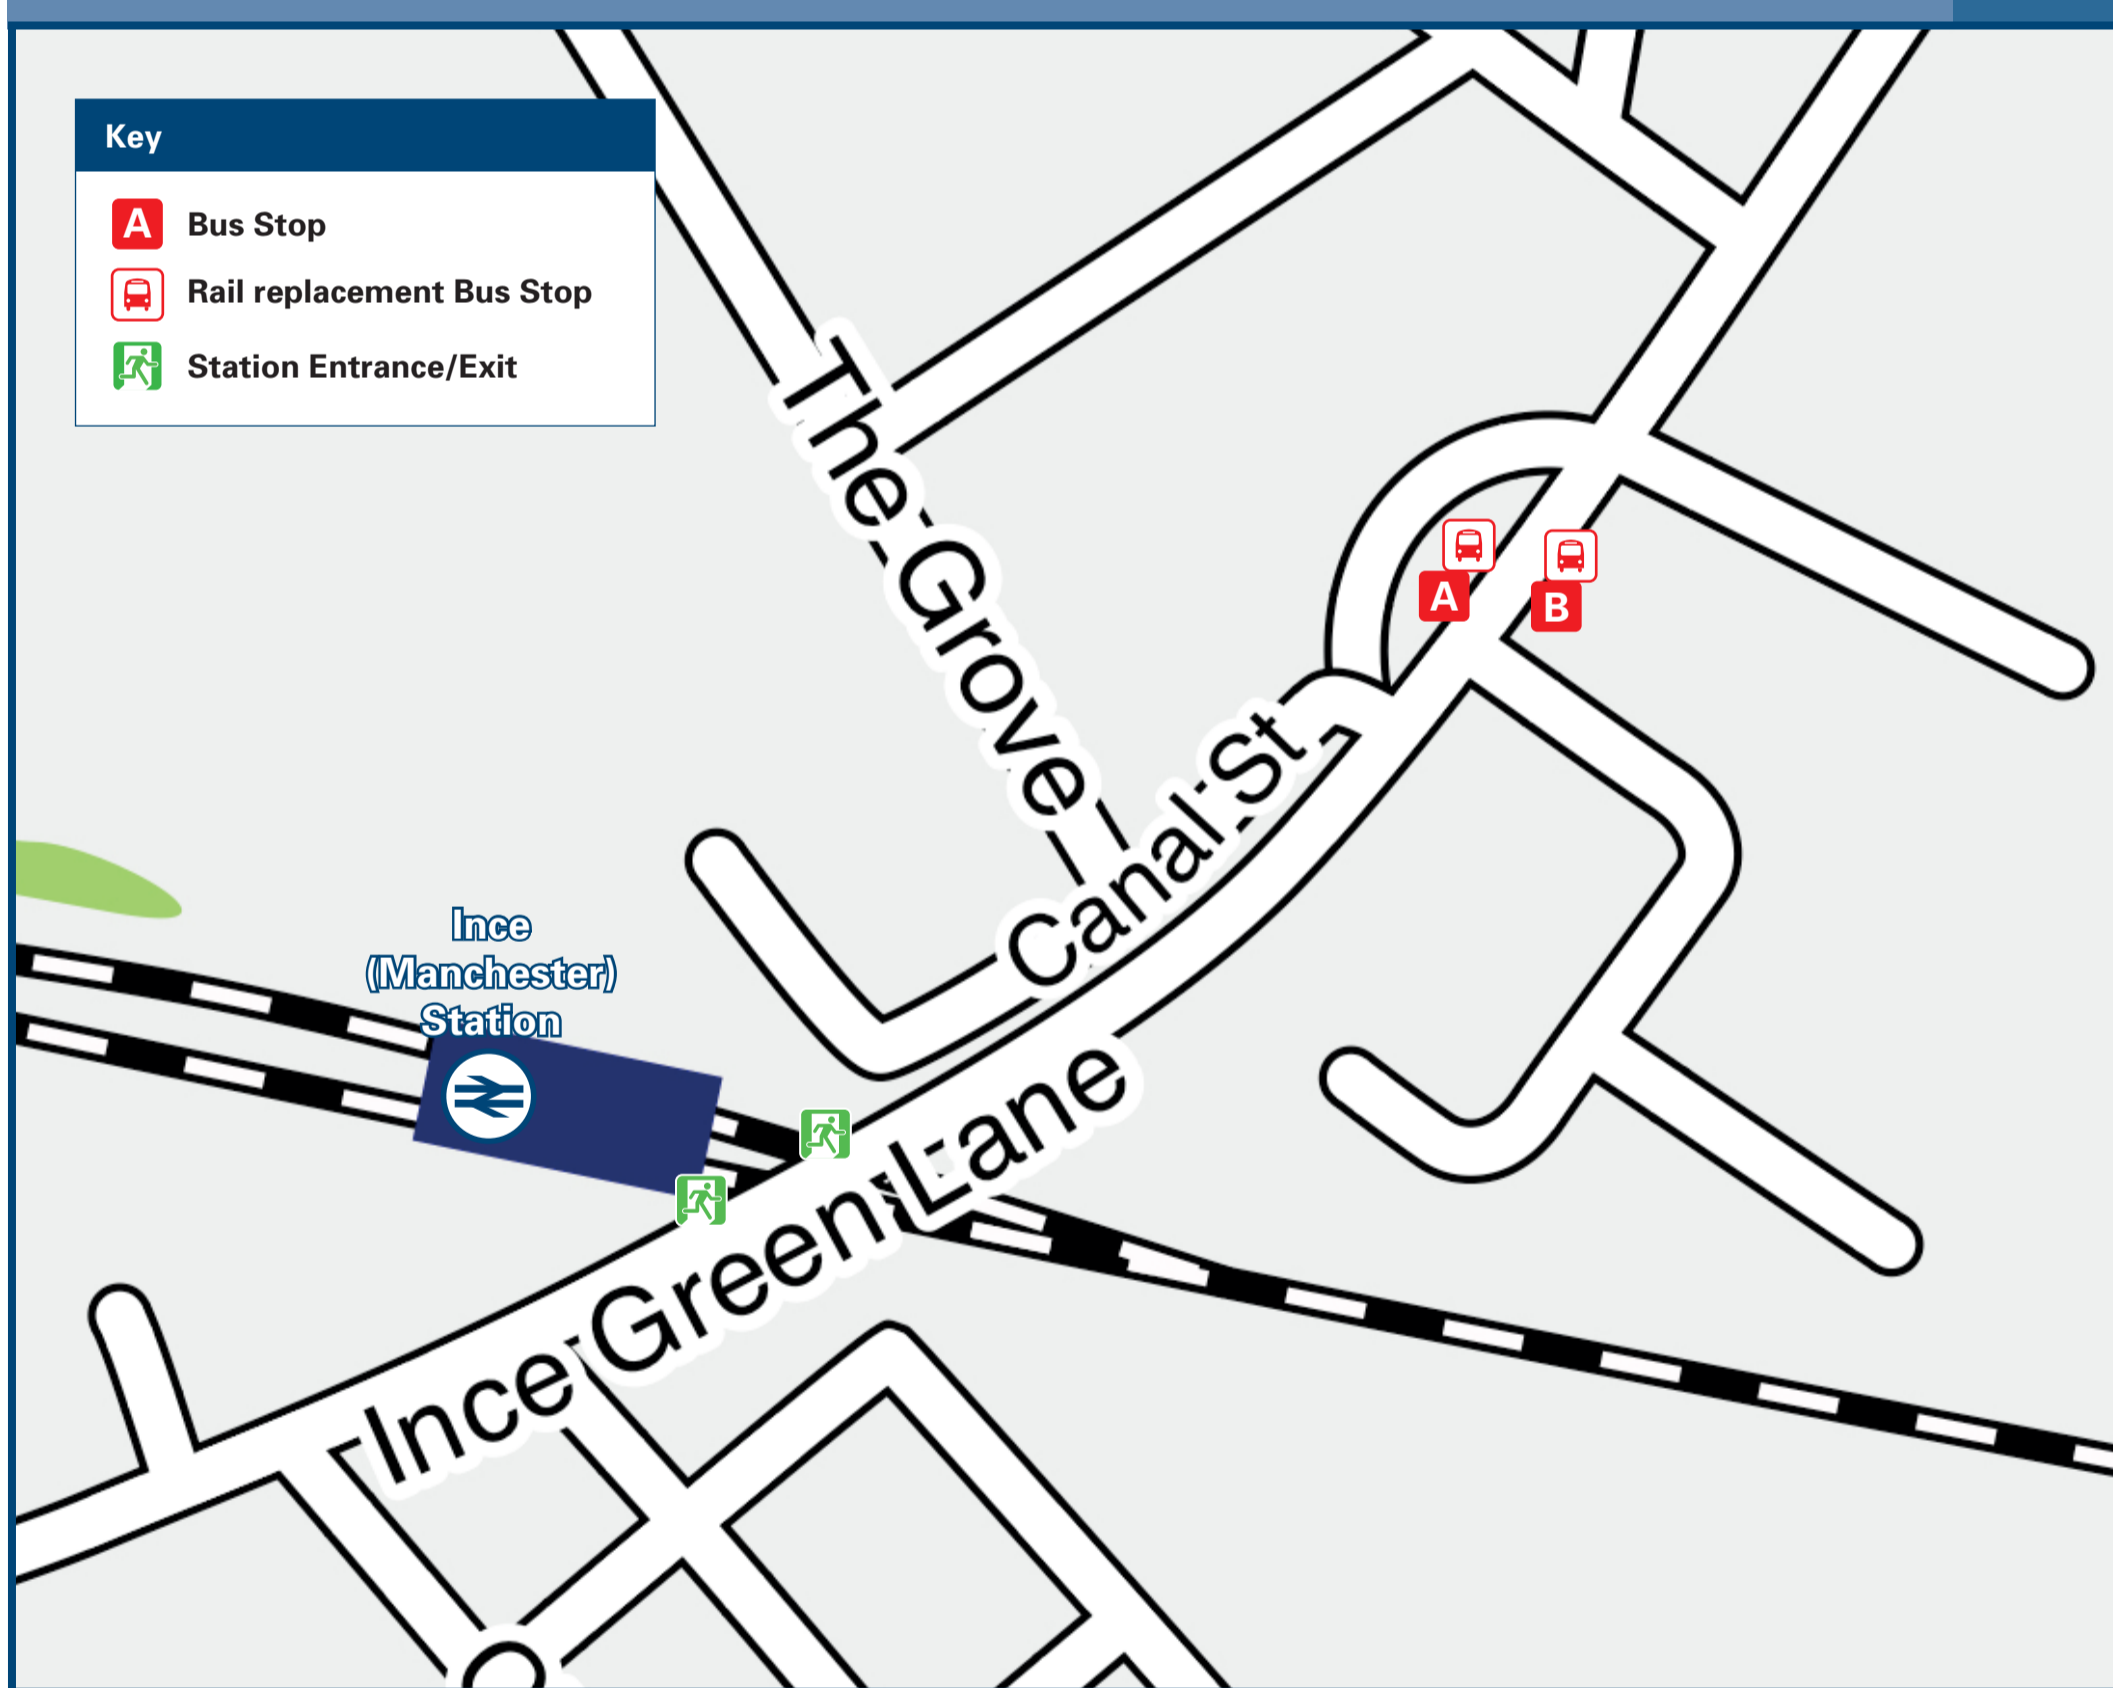 Key
A Bus Stop
Rail replacement Bus Stop
Station Entrance/Exit
The Grove
A
B
Canal St
Ince
(Manchester)
Station
Ince Green Lane